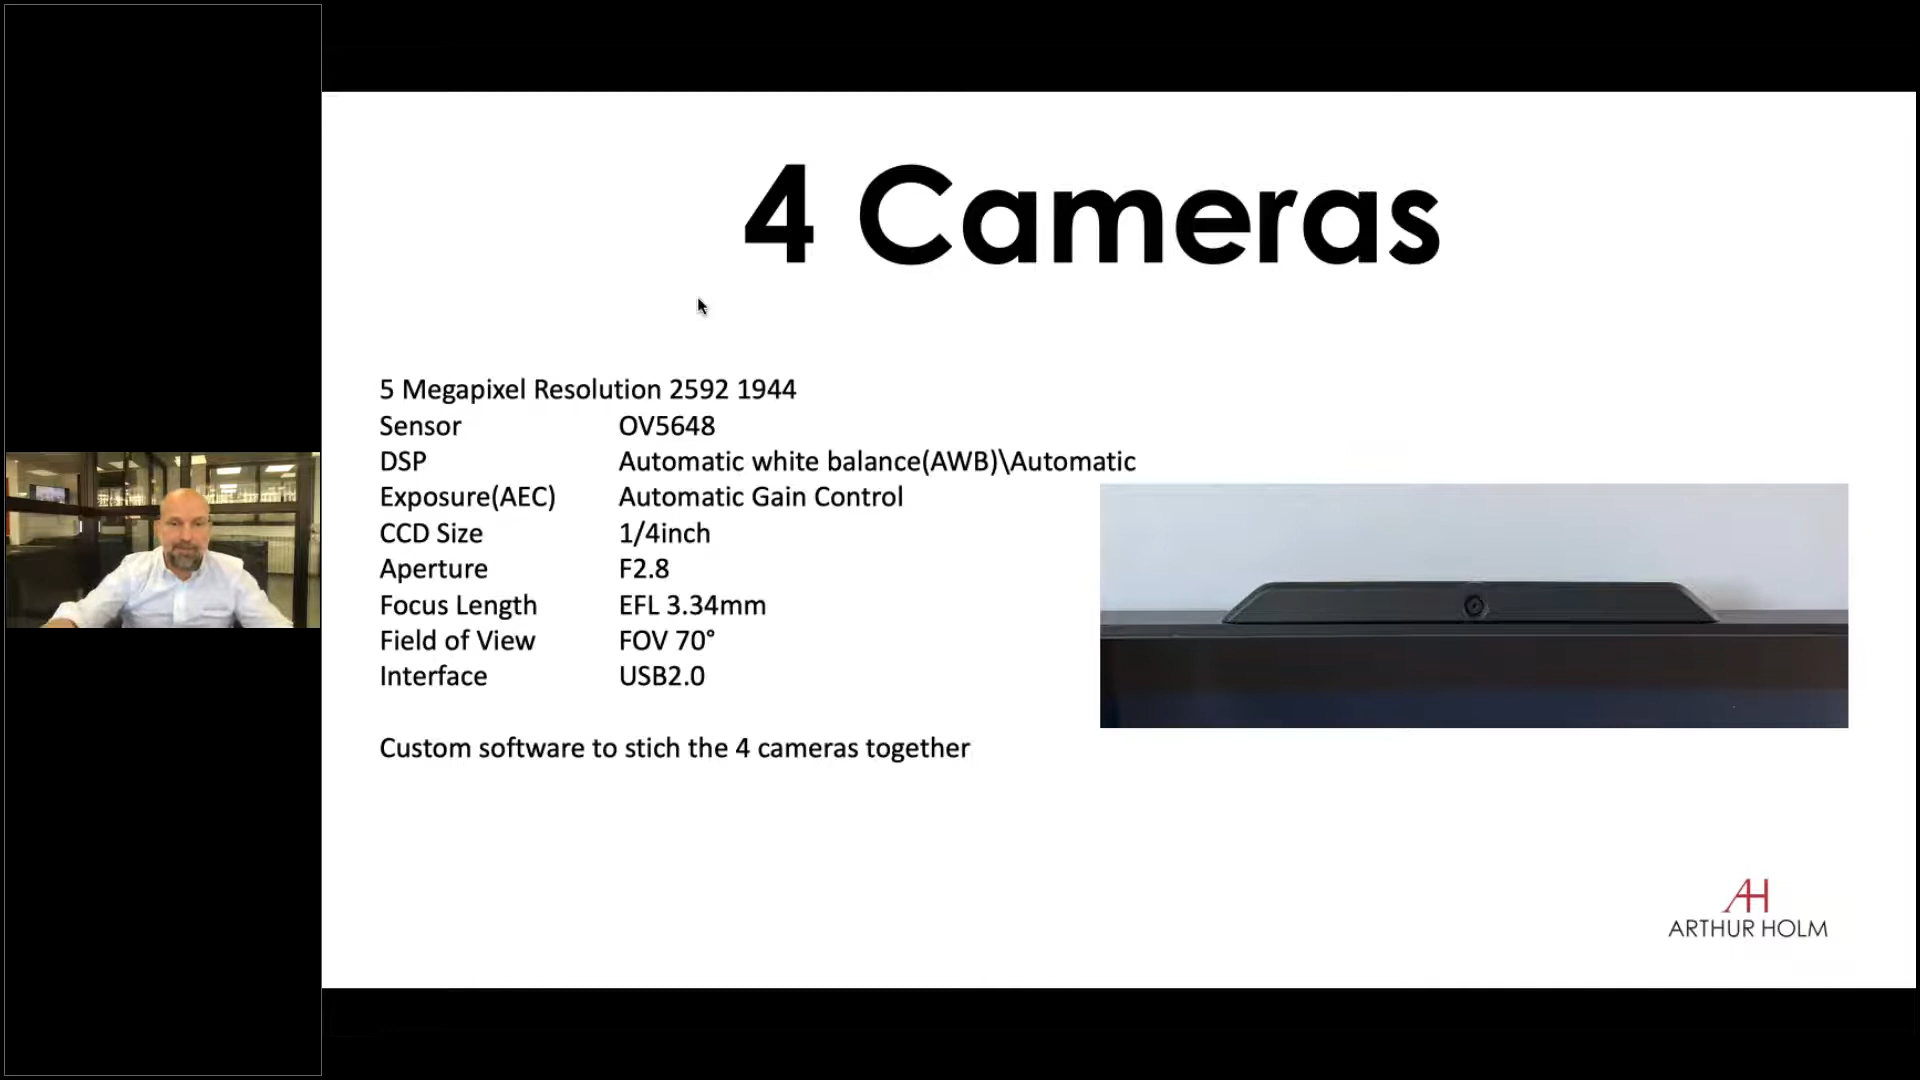 4 Cameras
5 Megapixel Resolution 2592 1944
Sensor OV5648
DSP Automatic white balance(AWB)\Automatic
Exposure(AEC) Automatic Gain Control
CCD Size 1/4inch
Aperture F2.8
Focus Length EFL 3.34mm
Field of View FOV 70°
Interface USB2.0
Custom software to stich the 4 cameras together
AH
ARTHUR HOLM